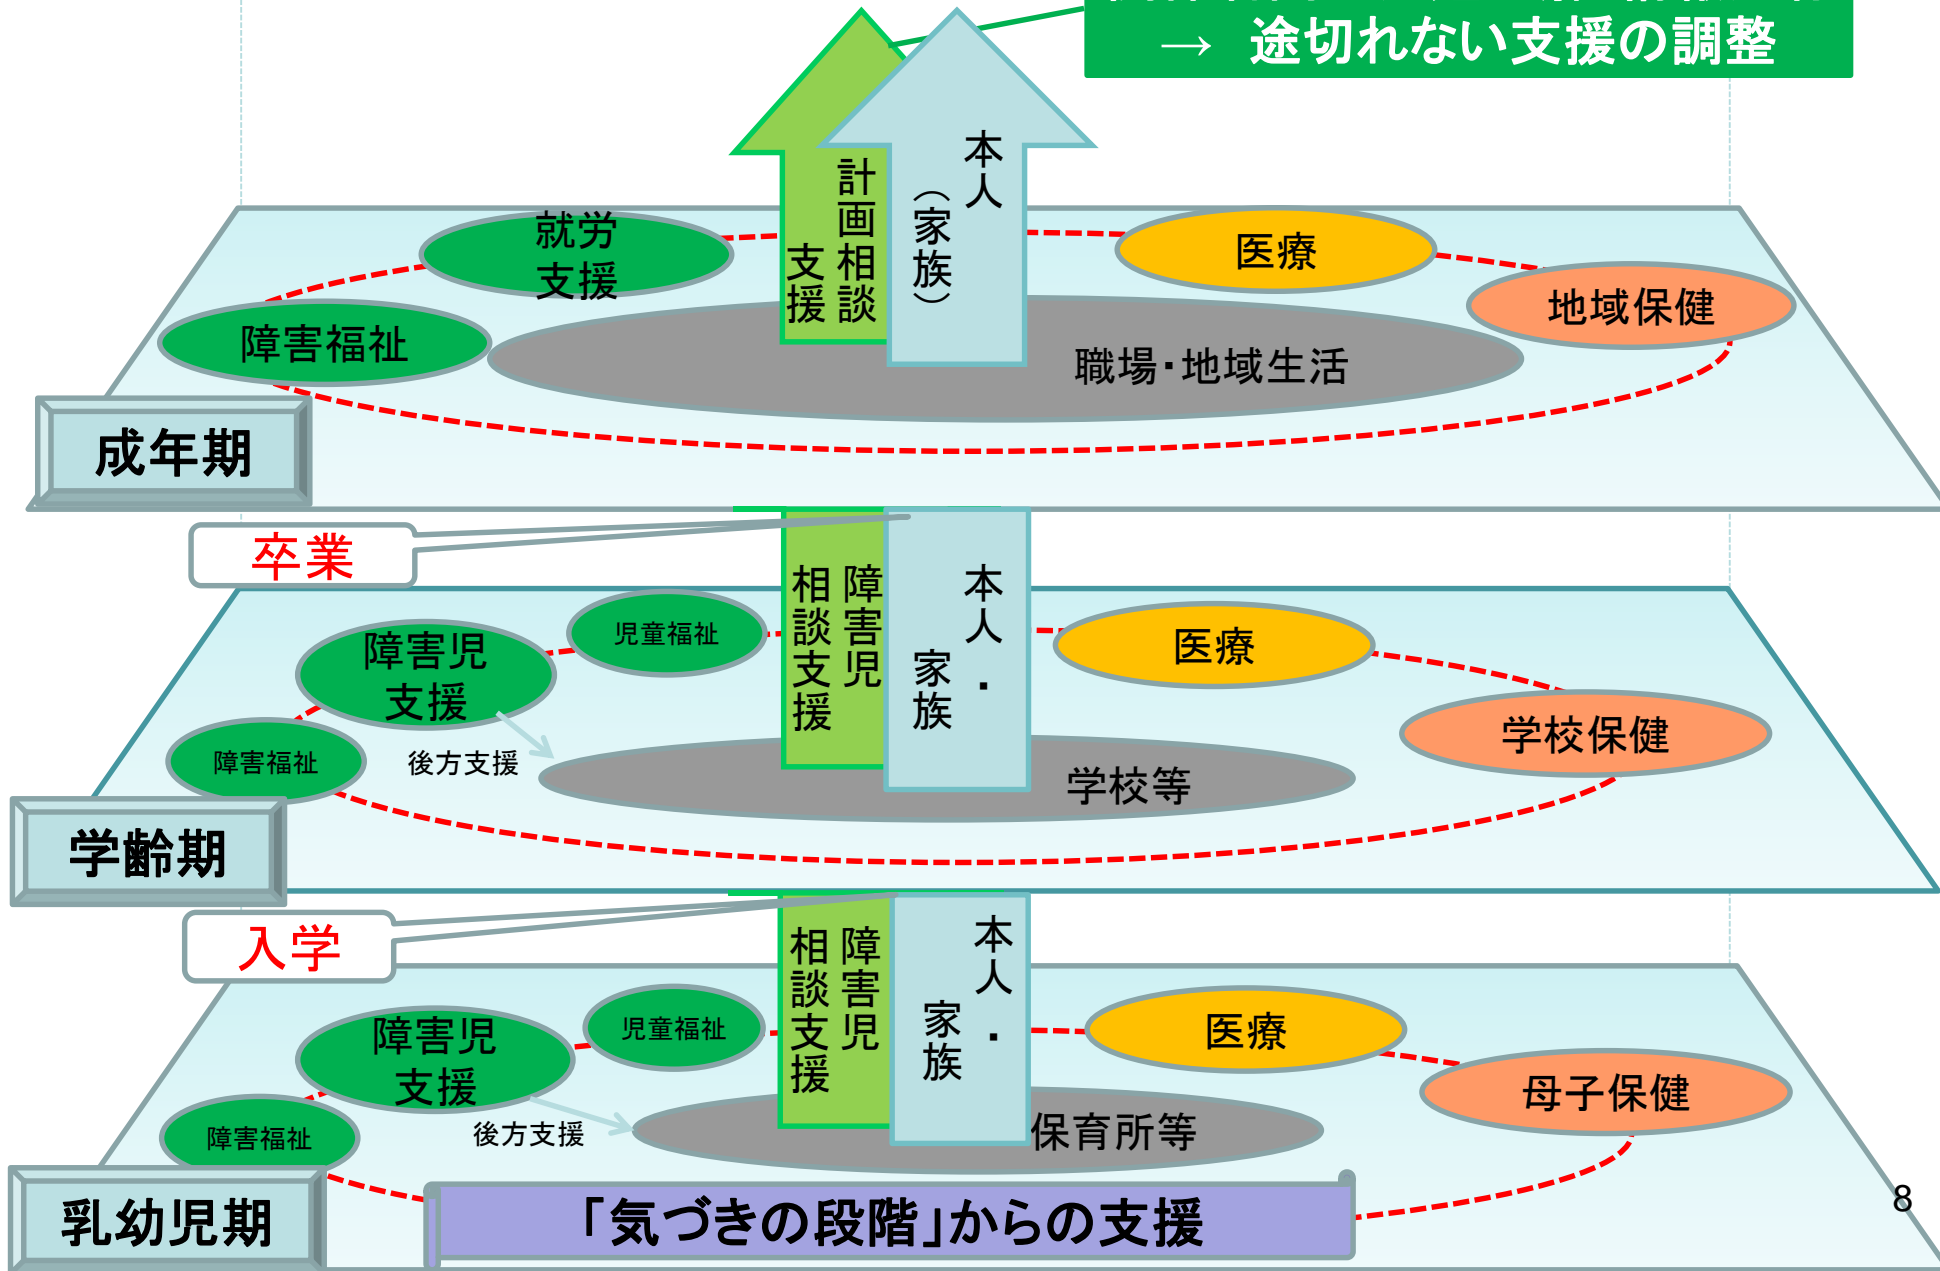 → 途切れない支援の調整
本人
（家族）
計画相談
支援
就労
支援
医療
障害福祉
地域保健
職場・地域生活
成年期
卒業
本人・
家族
障害児
相談支援
児童福祉
障害児
支援
医療
障害福祉
後方支援
学校保健
学校等
学齢期
入学
本人・
家族
障害児
相談支援
児童福祉
障害児
支援
医療
障害福祉
後方支援
母子保健
保育所等
乳幼児期
「気づきの段階」からの支援
8